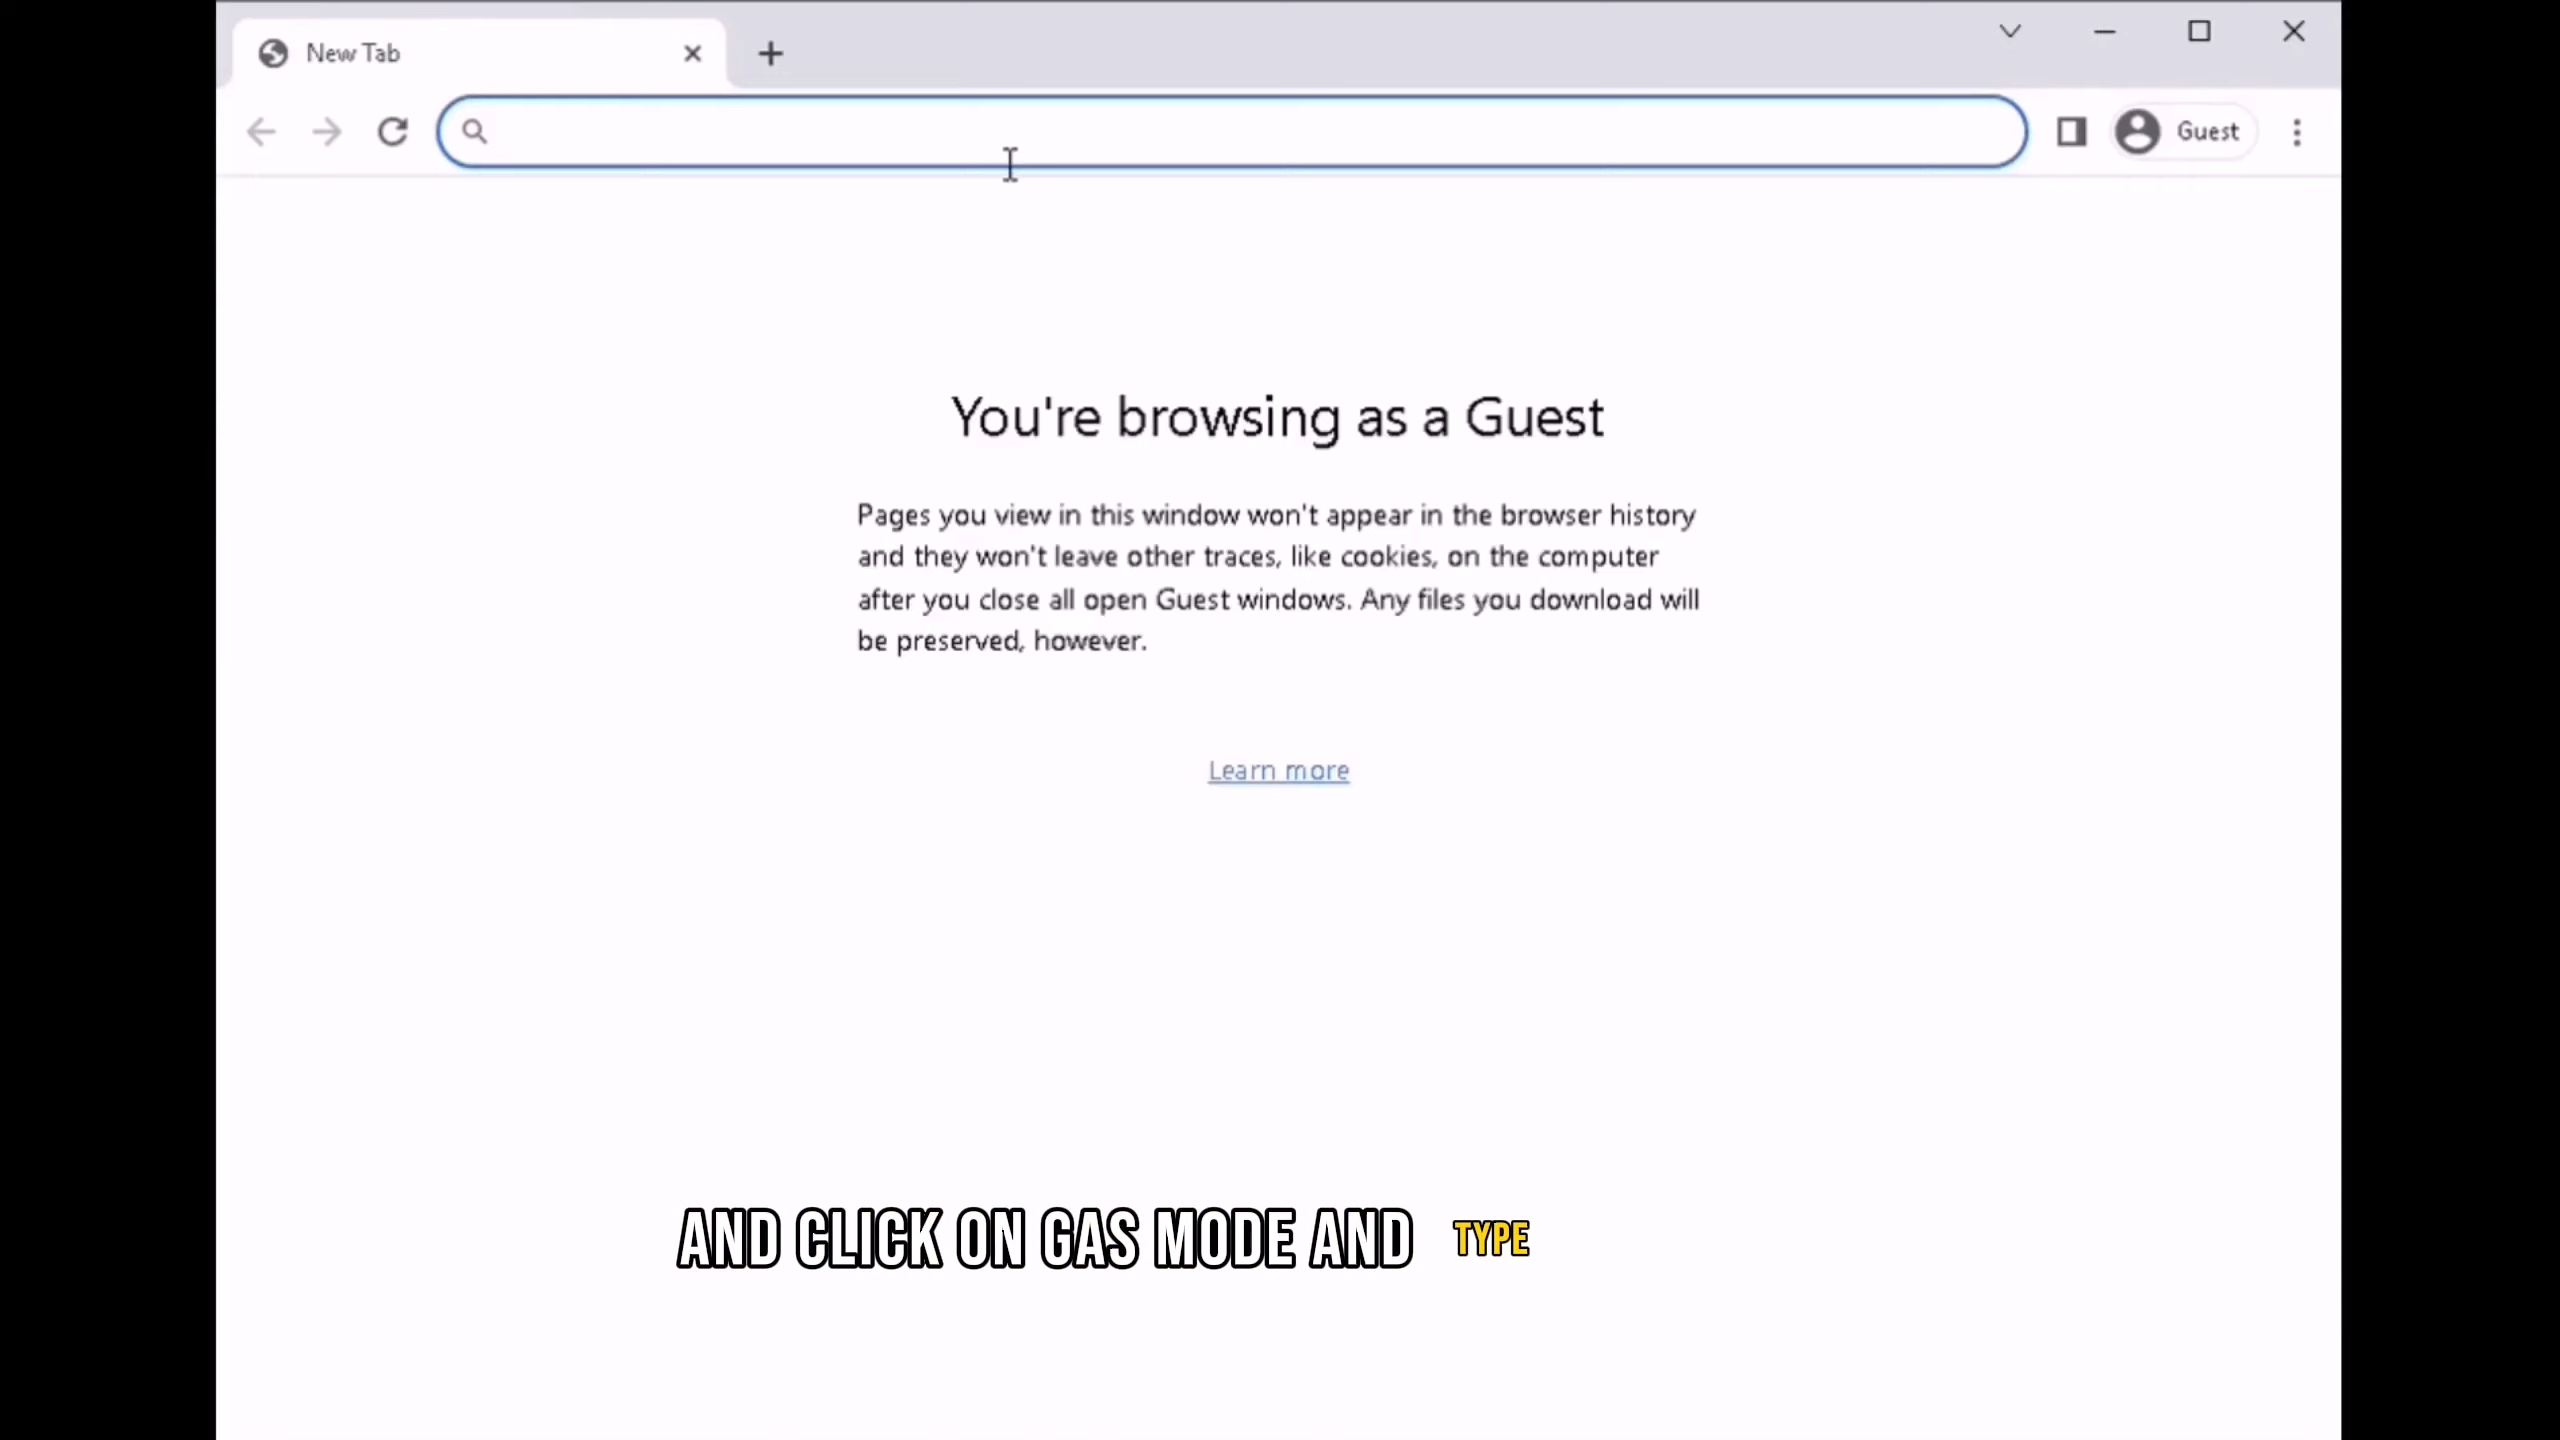 New Tab
Guest
You're browsing as a Guest
Pages you view in this window won't appear in the browser history
and they won't leave other traces, like cookies, on the computer
after you close all open Guest windows. Any files you download will
be preserved, however.
Learn more
AND CLICK ON GAS MODE AND TYPE